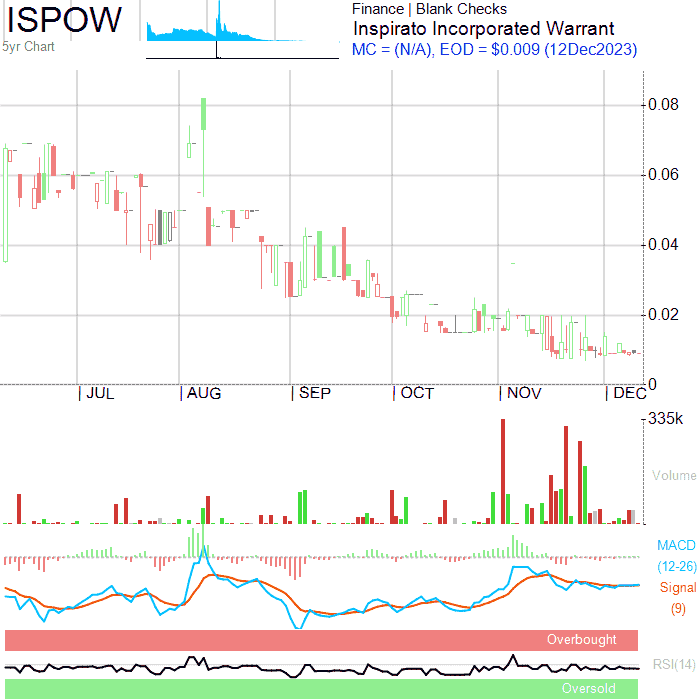 ISPOW
5yr Chart
Finance | Blank Checks
Inspirato Incorporated Warrant
MC = (N/A), EOD = $0.009 (12Dec2023)
0.08
0.06
0.04
0.02
0
| JUL | AUG | SEP | OCT | NOV | DEC
335k
Volume
MACD
(12-26)
Signal
(9)
Overbought
RSI(14)
Oversold